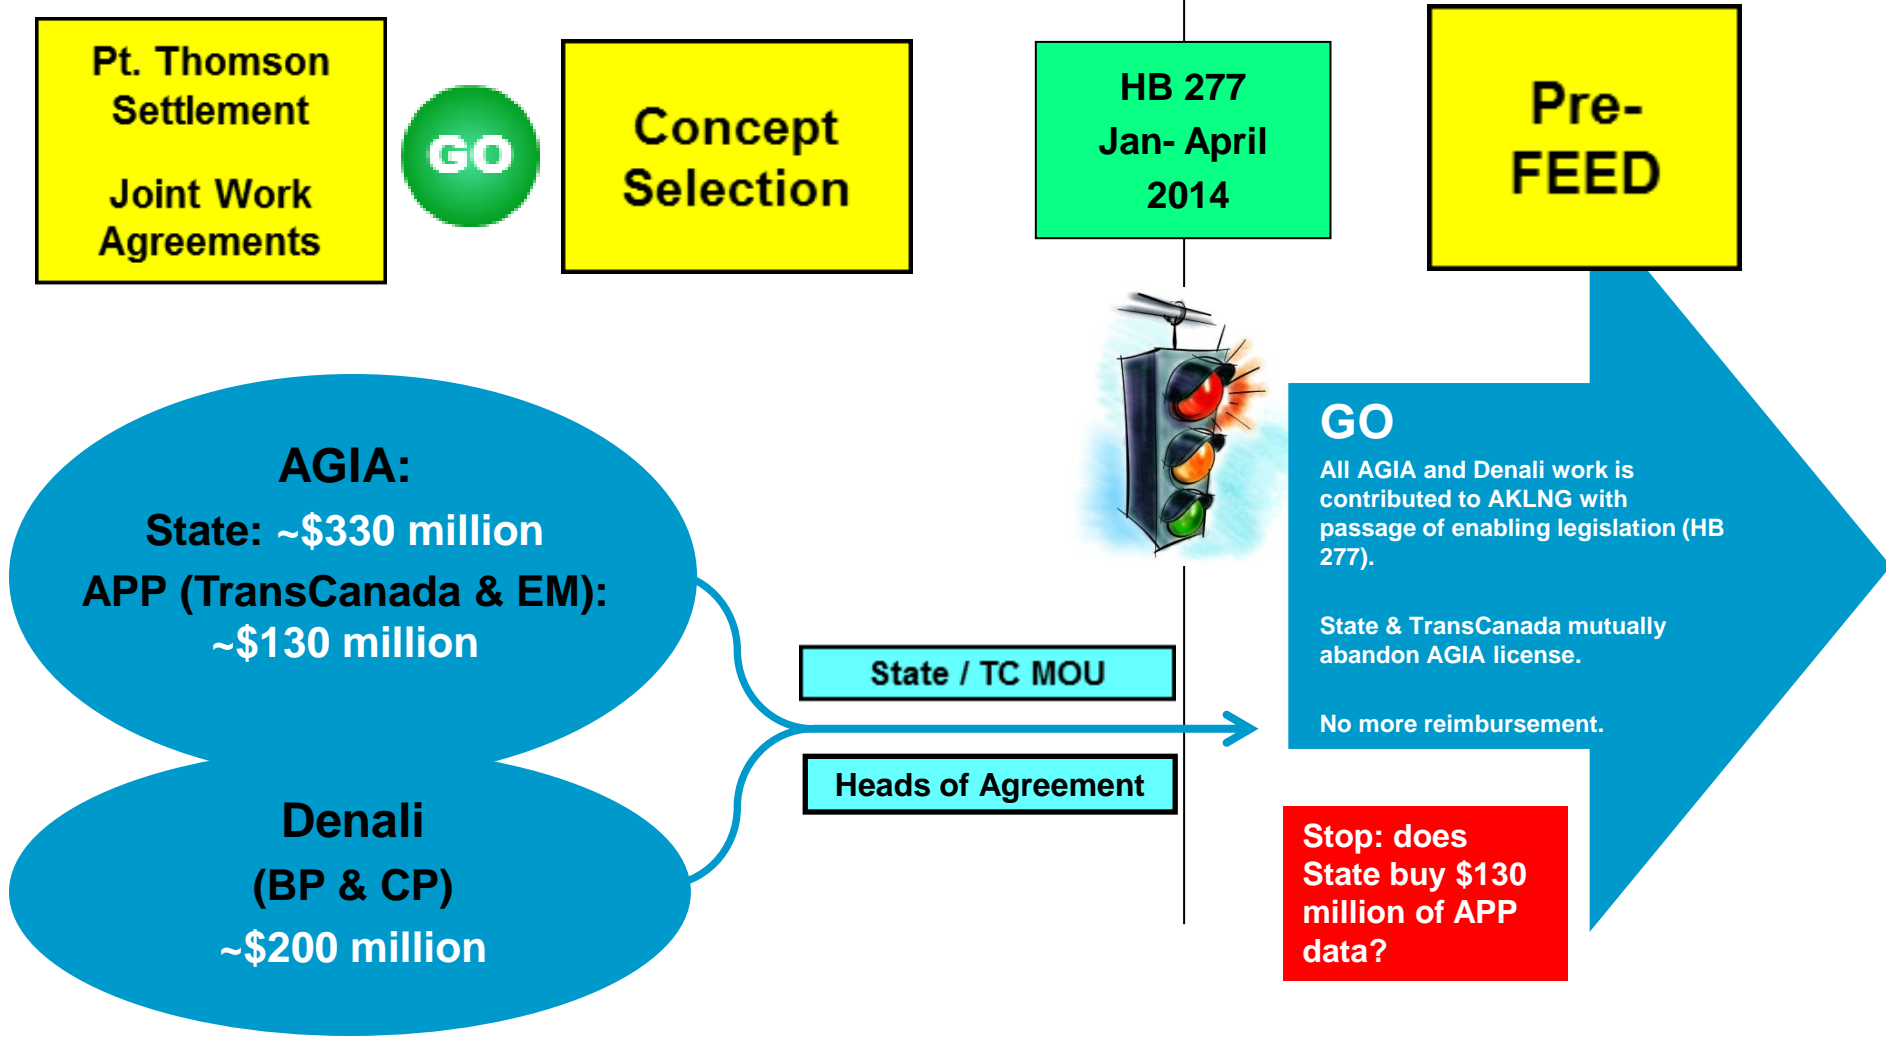 Pt. Thomson
Settlement
Joint Work
Agreements
GO
Concept
Selection
HB 277
Jan- April
2014
Pre-
FEED
AGIA:
State: ~$330 million
APP (TransCanada & EM):
~$130 million
Denali
(BP & CP)
~$200 million
State / TC MOU
Heads of Agreement
GO
All AGIA and Denali work is
contributed to AKLNG with
passage of enabling legislation (HB
277).
State & TransCanada mutually
abandon AGIA license.
No more reimbursement.
Stop: does
State buy $130
million of APP
data?